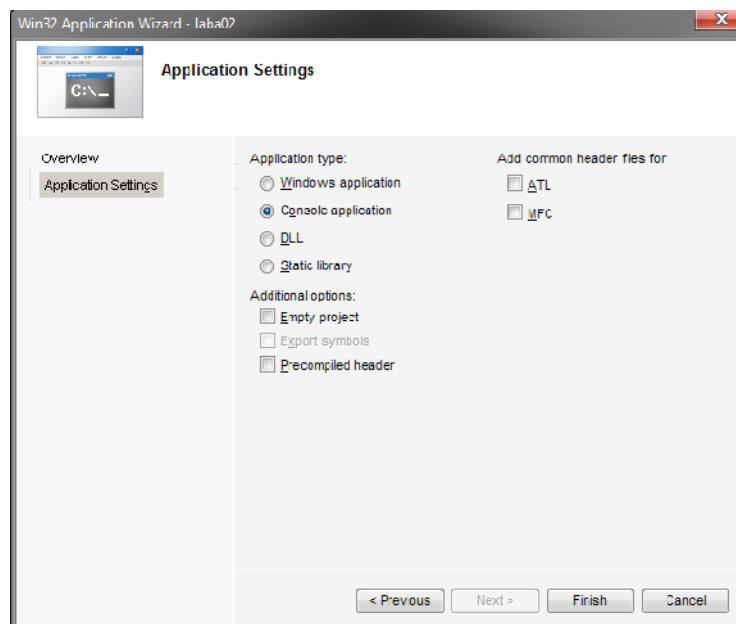 Win32 Application Wizard - laba02
C:\_
Application Settings
Overview
Application Settings
Application type:
Windows application
Console application
DLL
Static library
Additional options:
Empty project
Export symbols
Precompiled header
Add common header files for
ATL
MFC
< Previous
Next >
Finish
Cancel